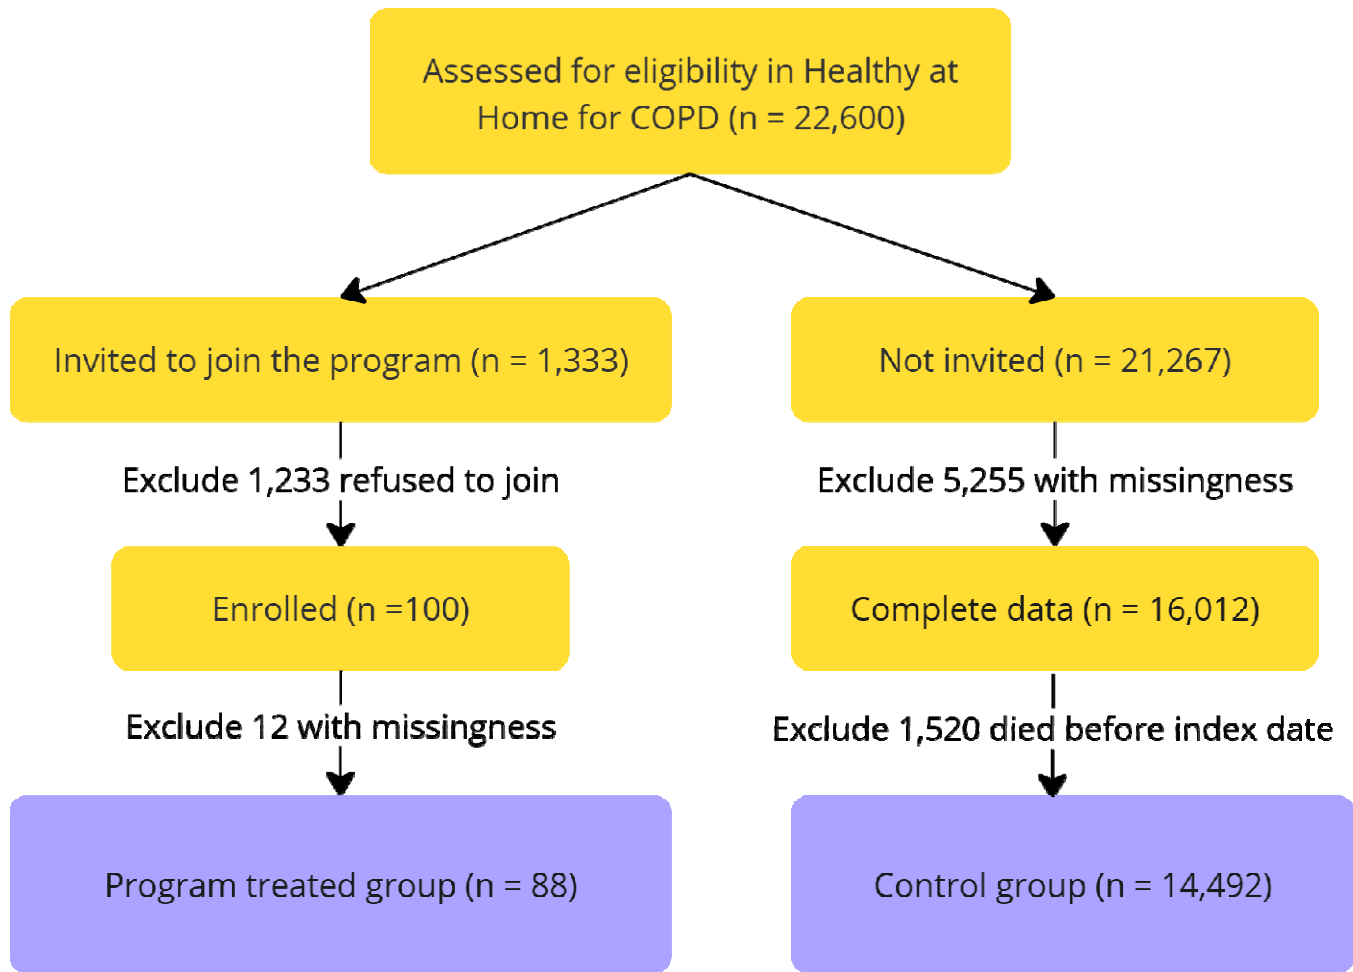 Assessed for eligibility in Healthy at
Home for COPD (n = 22,600)
Invited to join the program (n = 1,333)
Not invited (n = 21,267)
Exclude 1,233 refused to join
Exclude 5,255 with missingness
Enrolled (n =100)
Complete data (n = 16,012)
Exclude 12 with missingness
Exclude 1,520 died before index date
Program treated group (n = 88)
Control group (n = 14,492)